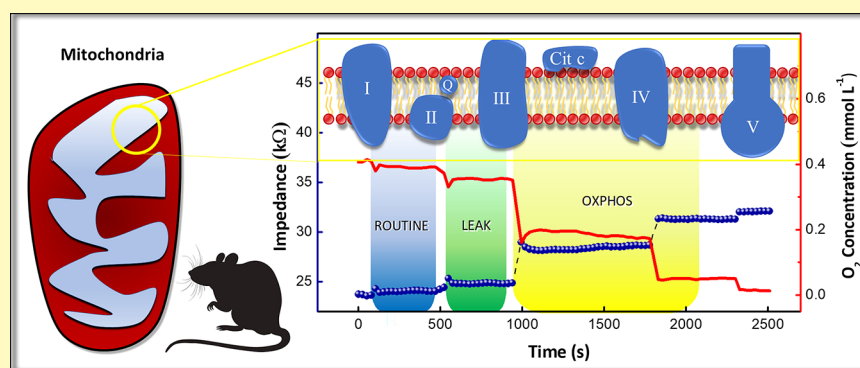 Mitochondria
I
II
Q
III
Cit c
IV
V
Impedance (kΩ)
45
40
35
30
25
ROUTINE
LEAK
OXPHOS
0.6
0.4
0.2
0.0
O2 Concentration (mmol L-1)
0
500
1000
1500
2000
2500
Time (s)